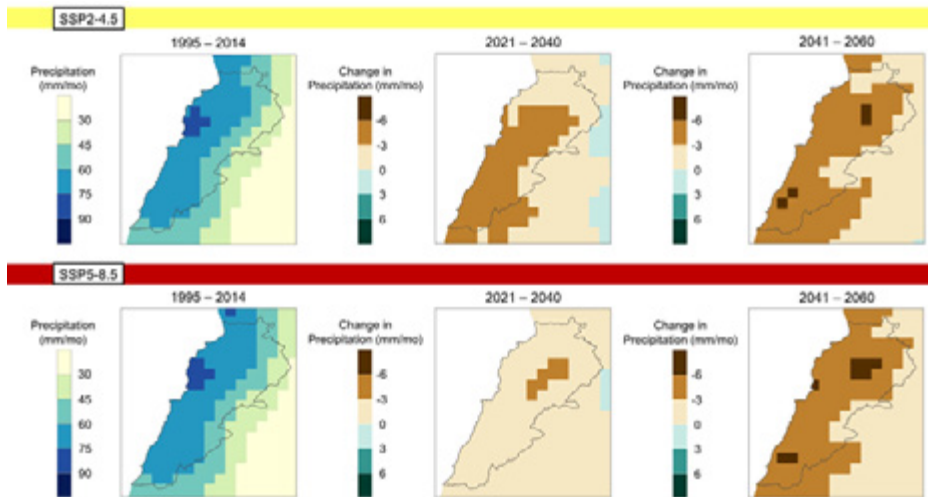 SSP2-4.5
1995 – 2014
2021 – 2040
2041 – 2060
Precipitation
(mm/mo)
30
45
60
75
90
Change in
Precipitation (mm/mo)
-6
-3
0
3
6
Change in
Precipitation (mm/mo)
-6
-3
0
3
6
SSP5-8.5
1995 – 2014
2021 – 2040
2041 – 2060
Precipitation
(mm/mo)
30
45
60
75
90
Change in
Precipitation (mm/mo)
-6
-3
0
3
6
Change in
Precipitation (mm/mo)
-6
-3
0
3
6